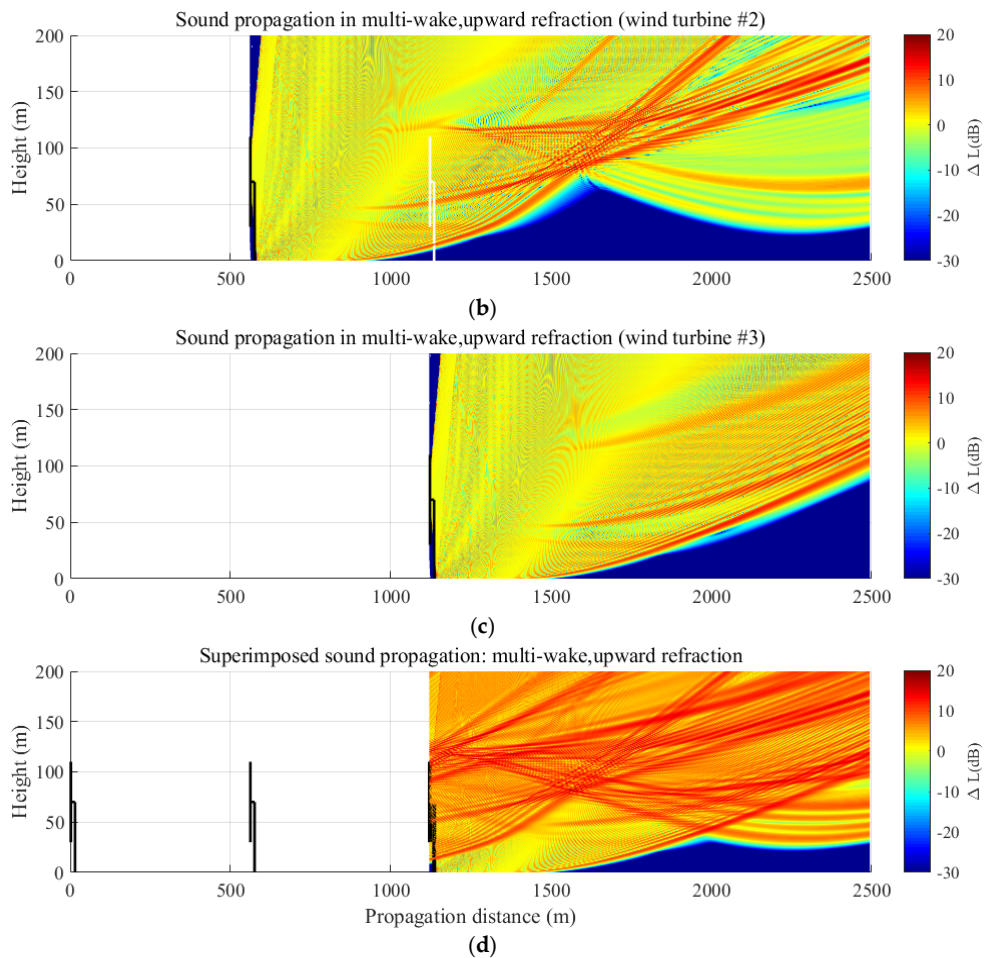 Sound propagation in multi-wake,upward refraction (wind turbine #2)
200
150
100
50
0
Height (m)
0 500 1000 1500 2000 2500
20
10
0
-10
-20
-30
Δ L(dB)
(b)
Sound propagation in multi-wake,upward refraction (wind turbine #3)
200
150
100
50
0
Height (m)
0 500 1000 1500 2000 2500
20
10
0
-10
-20
-30
Δ L(dB)
(c)
Superimposed sound propagation: multi-wake,upward refraction
200
150
100
50
0
Height (m)
0 500 1000 1500 2000 2500
Propagation distance (m)
20
10
0
-10
-20
-30
Δ L(dB)
(d)